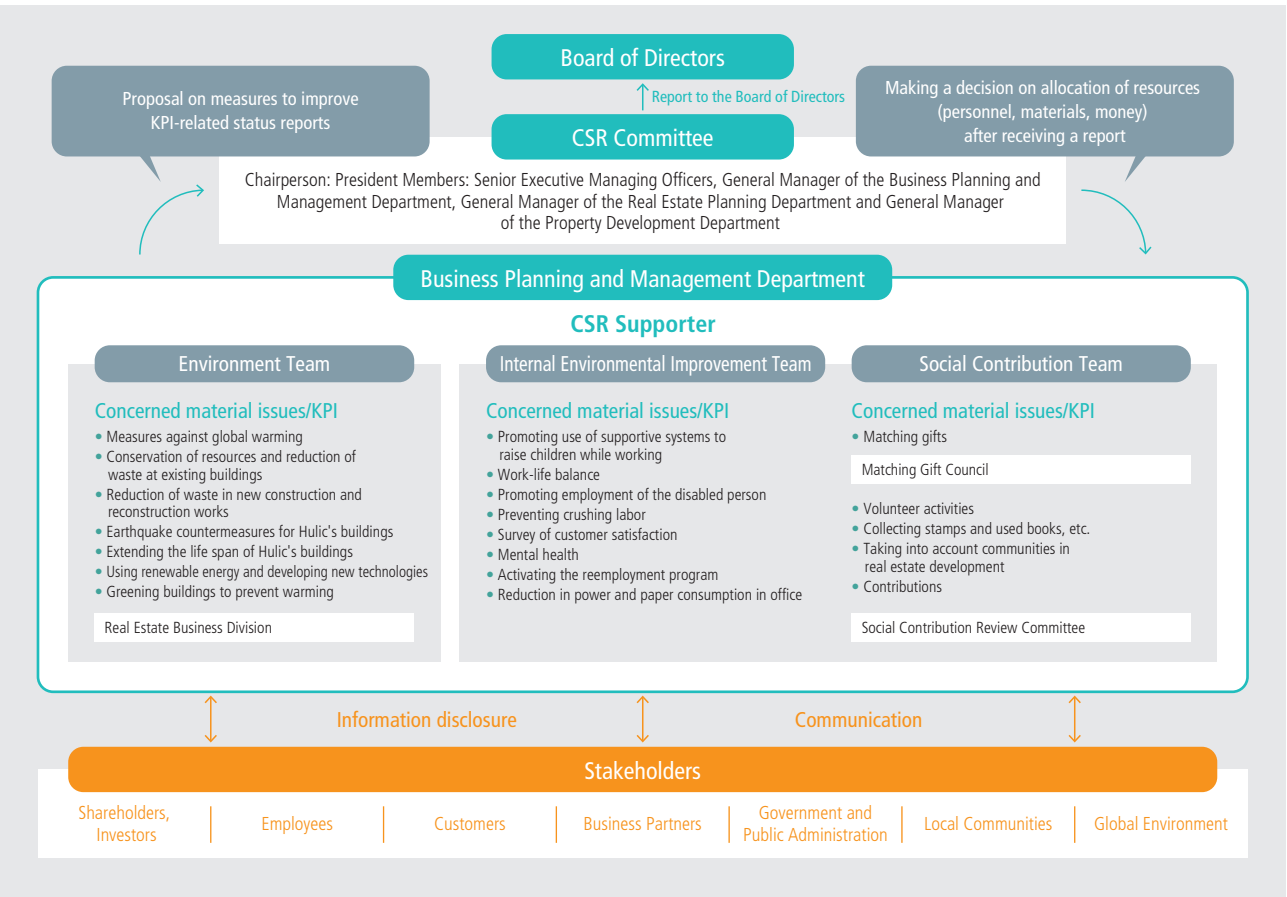 Board of Directors
Report to the Board of Directors
Proposal on measures to improve
KPI-related status reports
Making a decision on allocation of resources
(personnel, materials, money)
after receiving a report
CSR Committee
Chairperson: President Members: Senior Executive Managing Officers, General Manager of the Business Planning and
Management Department, General Manager of the Real Estate Planning Department and General Manager
of the Property Development Department
Business Planning and Management Department
CSR Supporter
Environment Team
Concerned material issues/KPI
• Measures against global warming
• Conservation of resources and reduction of
waste at existing buildings
• Reduction of waste in new construction and
reconstruction works
• Earthquake countermeasures for Hulic's buildings
• Extending the life span of Hulic's buildings
• Using renewable energy and developing new technologies
• Greening buildings to prevent warming
Real Estate Business Division
Internal Environmental Improvement Team
Concerned material issues/KPI
• Promoting use of supportive systems to
raise children while working
• Work-life balance
• Promoting employment of the disabled person
• Preventing crushing labor
• Survey of customer satisfaction
• Mental health
• Activating the reemployment program
• Reduction in power and paper consumption in office
Social Contribution Team
Concerned material issues/KPI
• Matching gifts
Matching Gift Council
• Volunteer activities
• Collecting stamps and used books, etc.
• Taking into account communities in
real estate development
• Contributions
Social Contribution Review Committee
Information disclosure
Communication
Stakeholders
Shareholders,
Investors
Employees
Customers
Business Partners
Government and
Public Administration
Local Communities
Global Environment